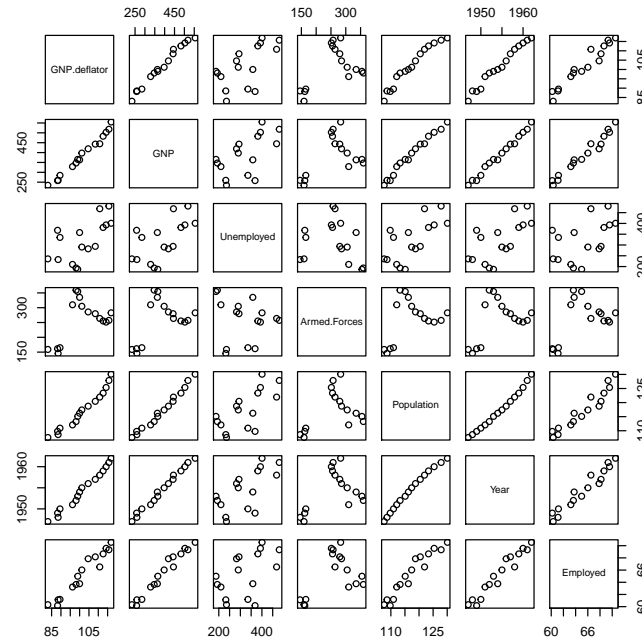 250 450
150 300
1950 1960
GNP.deflator
85 105
GNP
250 450
Unemployed
200 400
Armed.Forces
150 300
Population
110 125
Year
1950 1960
Employed
60 66
85 105
200 400
110 125
60 66